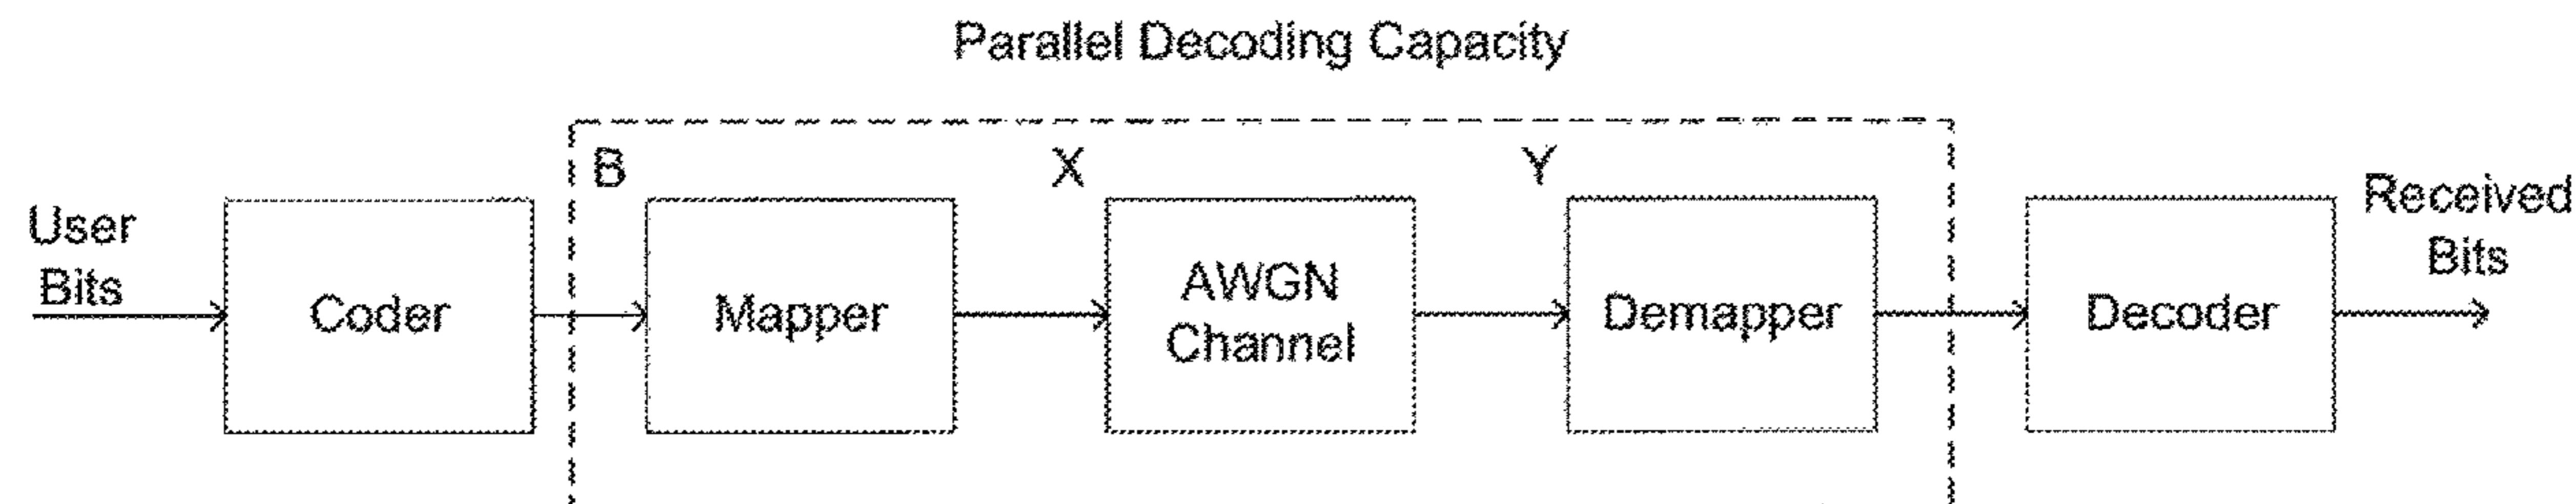 Parallel Decoding Capacity
B
X
Y
User
Bits
Coder
Mapper
AWGN
Channel
Demapper
Decoder
Received
Bits